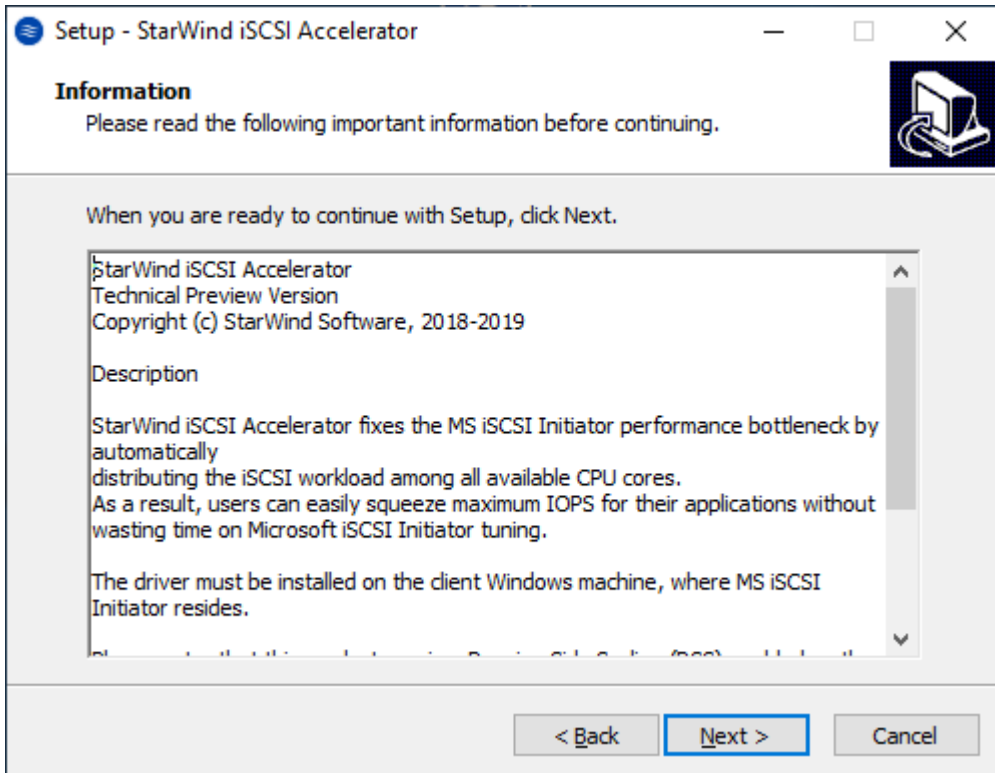 Setup - StarWind iSCSI Accelerator
Information
Please read the following important information before continuing.
When you are ready to continue with Setup, click Next.
StarWind iSCSI Accelerator
Technical Preview Version
Copyright (c) StarWind Software, 2018-2019
Description
StarWind iSCSI Accelerator fixes the MS iSCSI Initiator performance bottleneck by
automatically
distributing the iSCSI workload among all available CPU cores.
As a result, users can easily squeeze maximum IOPS for their applications without
wasting time on Microsoft iSCSI Initiator tuning.
The driver must be installed on the client Windows machine, where MS iSCSI
Initiator resides.
< Back
Next >
Cancel